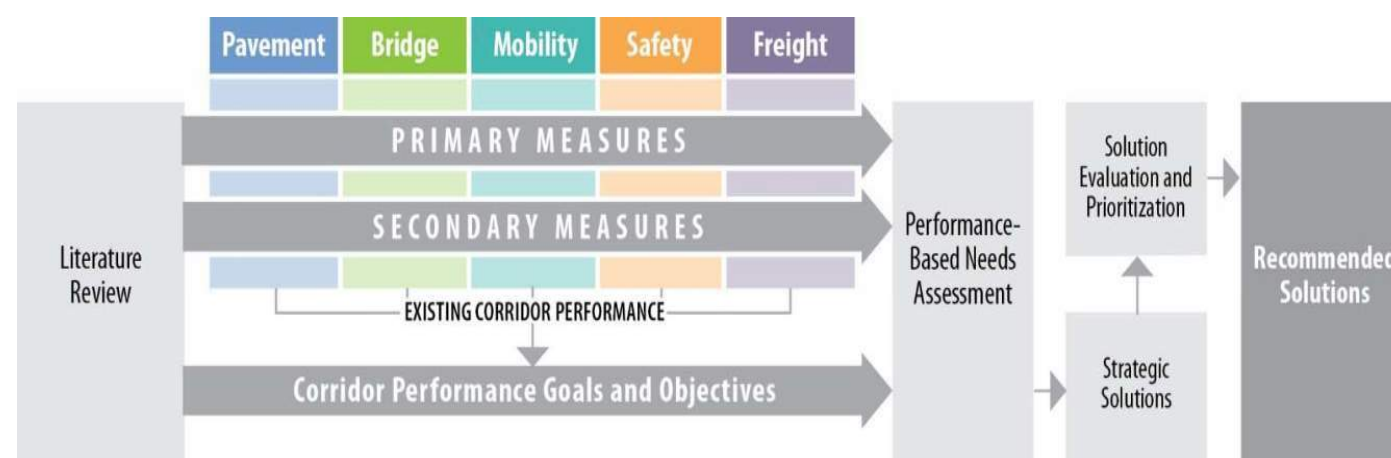 Pavement
Bridge
Mobility
Safety
Freight
PRIMARY MEASURES
SECONDARY MEASURES
EXISTING CORRIDOR PERFORMANCE
Corridor Performance Goals and Objectives
Literature
Review
Performance-
Based Needs
Assessment
Strategic
Solutions
Solution
Evaluation and
Prioritization
Recommended
Solutions